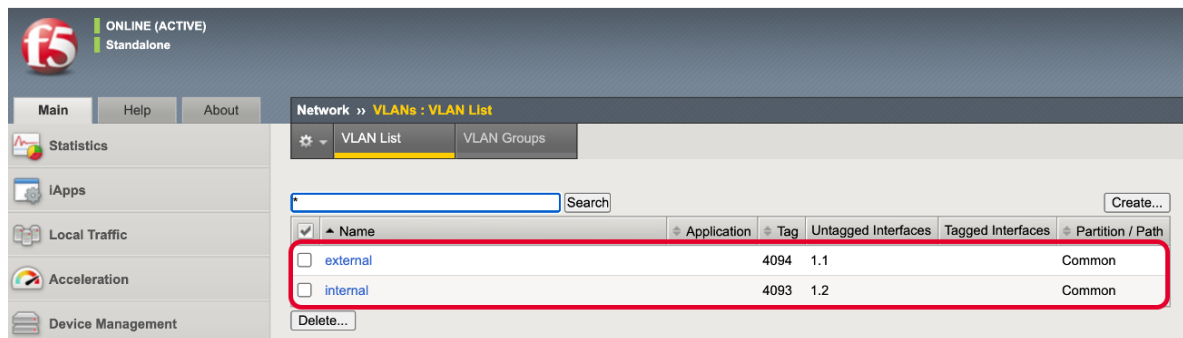 f5
ONLINE (ACTIVE)
Standalone
Main Help About
Network ›› VLANs : VLAN List
VLAN List VLAN Groups
Statistics
iApps
Local Traffic
Acceleration
Device Management
* Search Create...
Name Application Tag Untagged Interfaces Tagged Interfaces Partition / Path
external 4094 1.1 Common
internal 4093 1.2 Common
Delete...